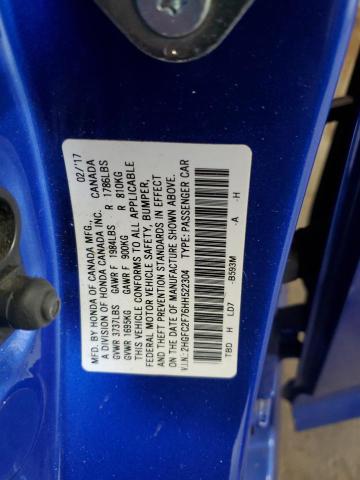 MFD. BY HONDA OF CANADA MFG. 02/'17
A DIVISION OF HONDA CANADA INC. CANADA
GVWR 3737LBS GAWR F 1984LBS R 1786LBS
GVWR 1695KG GAWR F 900KG R 810KG
THIS VEHICLE CONFORMS TO ALL APPLICABLE
FEDERAL MOTOR VEHICLE SAFETY, BUMPER,
AND THEFT PREVENTION STANDARDS IN EFFECT
ON THE DATE OF MANUFACTURE SHOWN ABOVE.
V.I.N.: 2HGFC2F76HH522304 TYPE: PASSENGER CAR
TBD H LD7 -B593M -A -H